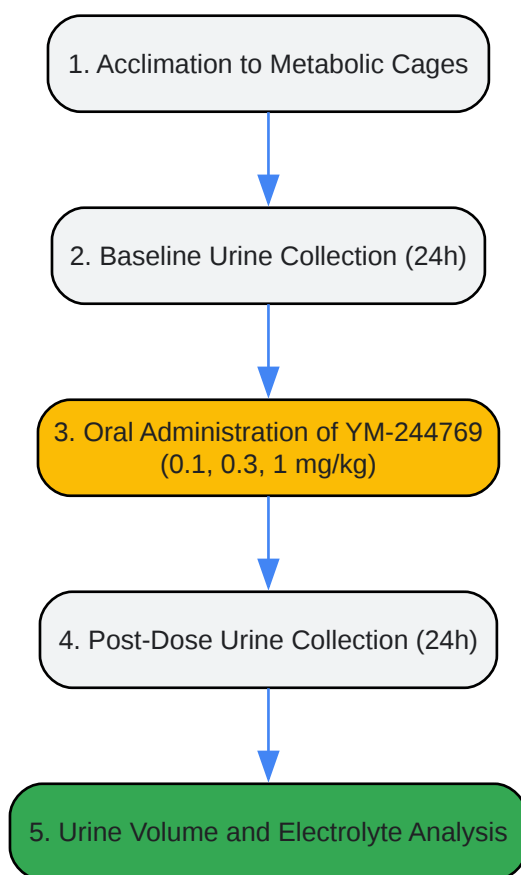 1. Acclimation to Metabolic Cages
2. Baseline Urine Collection (24h)
3. Oral Administration of YM-244769
(0.1, 0.3, 1 mg/kg)
4. Post-Dose Urine Collection (24h)
5. Urine Volume and Electrolyte Analysis